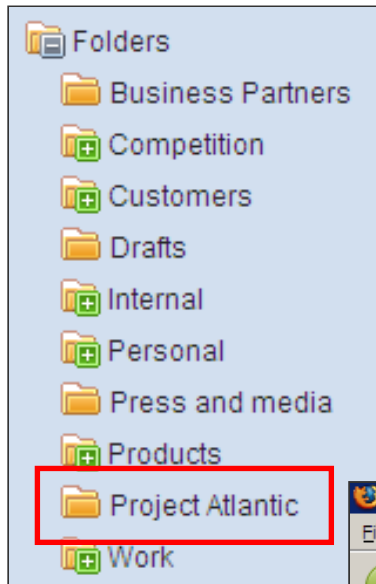 Folders
Business Partners
Competition
Customers
Drafts
Internal
Personal
Press and media
Products
Project Atlantic
Work